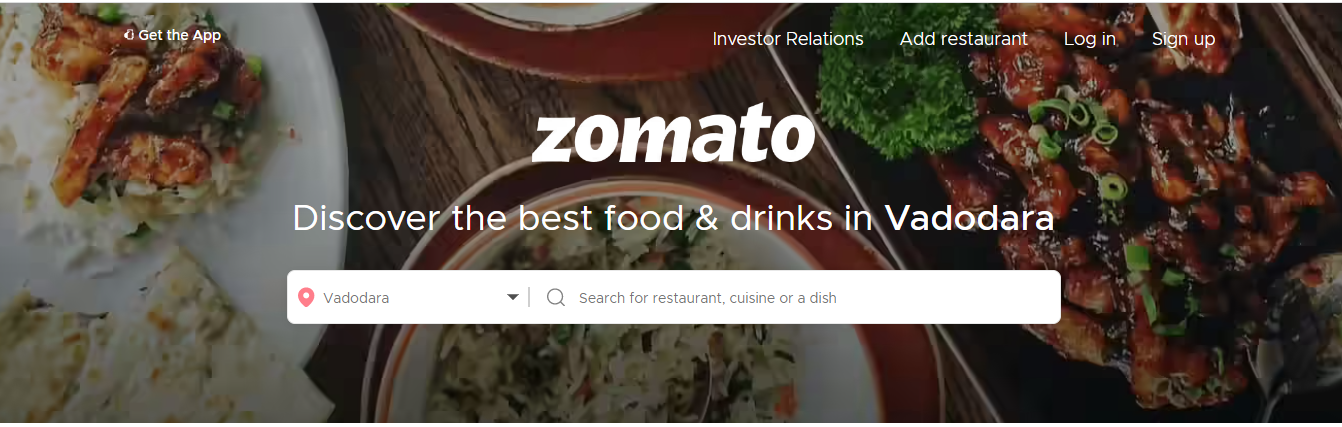 Get the App
Investor Relations
Add restaurant
Log in
Sign up
zomato
Discover the best food & drinks in Vadodara
Vadodara
Search for restaurant, cuisine or a dish